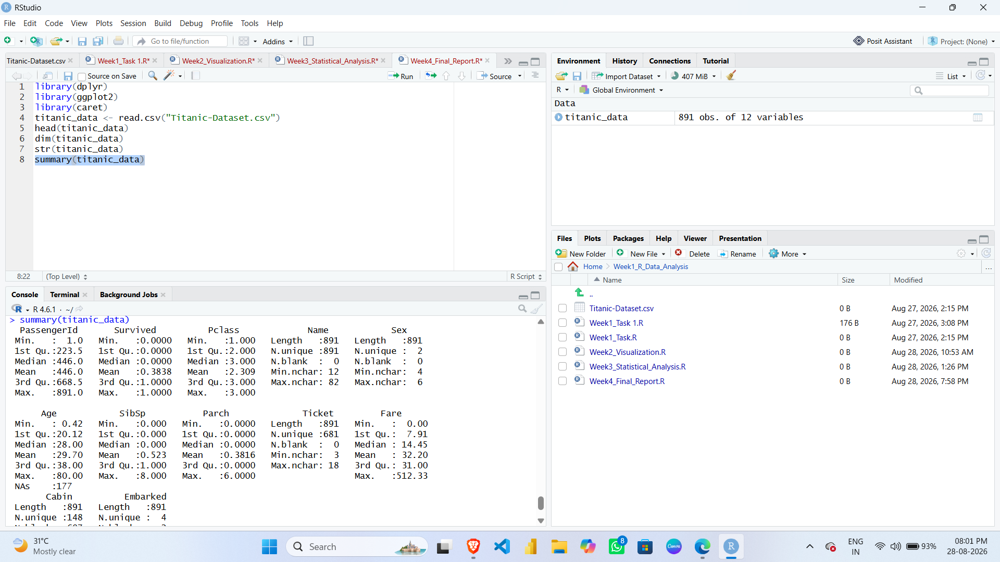 RStudio
File Edit Code View Plots Session Build Debug Profile Tools Help
Go to file/function Addins Posit Assistant Project: (None)
Titanic-Dataset.csv Week1_Task 1.R* Week2_Visualization.R* Week3_Statistical_Analysis.R* Week4_Final_Report.R*
Source on Save Run Source
1 library(dplyr)
2 library(ggplot2)
3 library(caret)
4 titanic_data <- read.csv("Titanic-Dataset.csv")
5 head(titanic_data)
6 dim(titanic_data)
7 str(titanic_data)
8 summary(titanic_data)
8:22 (Top Level) R Script
Console Terminal Background Jobs
R 4.6.1 · ~/
> summary(titanic_data)
PassengerId Survived Pclass Name Sex
Min. : 1.0 Min. :0.0000 Min. :1.000 Length :891 Length :891
1st Qu.:223.5 1st Qu.:0.0000 1st Qu.:2.000 N.unique :891 N.unique : 2
Median :446.0 Median :0.0000 Median :3.000 N.blank : 0 N.blank : 0
Mean :446.0 Mean :0.3838 Mean :2.309 Min.nchar: 12 Min.nchar: 4
3rd Qu.:668.5 3rd Qu.:1.0000 3rd Qu.:3.000 Max.nchar: 82 Max.nchar: 6
Max. :891.0 Max. :1.0000 Max. :3.000
Age SibSp Parch Ticket Fare
Min. : 0.42 Min. :0.000 Min. :0.0000 Length :891 Min. : 0.00
1st Qu.:20.12 1st Qu.:0.000 1st Qu.:0.0000 N.unique :681 1st Qu.: 7.91
Median :28.00 Median :0.000 Median :0.0000 N.blank : 0 Median : 14.45
Mean :29.70 Mean :0.523 Mean :0.3816 Min.nchar: 3 Mean : 32.20
3rd Qu.:38.00 3rd Qu.:1.000 3rd Qu.:0.0000 Max.nchar: 18 3rd Qu.: 31.00
Max. :80.00 Max. :8.000 Max. :6.0000 Max. :512.33
NAs :177
Cabin Embarked
Length :891 Length :891
N.unique :148 N.unique : 4
Environment History Connections Tutorial
Import Dataset 407 MiB List
R Global Environment
Data
titanic_data 891 obs. of 12 variables
Files Plots Packages Help Viewer Presentation
New Folder New File Delete Rename More
Home Week1_R_Data_Analysis ...
Name Size Modified
..
Titanic-Dataset.csv 0 B Aug 27, 2026, 2:15 PM
Week1_Task 1.R 176 B Aug 27, 2026, 3:08 PM
Week1_Task.R 0 B Aug 27, 2026, 2:15 PM
Week2_Visualization.R 0 B Aug 28, 2026, 10:53 AM
Week3_Statistical_Analysis.R 0 B Aug 28, 2026, 1:26 PM
Week4_Final_Report.R 0 B Aug 28, 2026, 7:58 PM
31°C
Mostly clear
Search
Canva
8
ENG
IN
93%
08:01 PM
28-08-2026